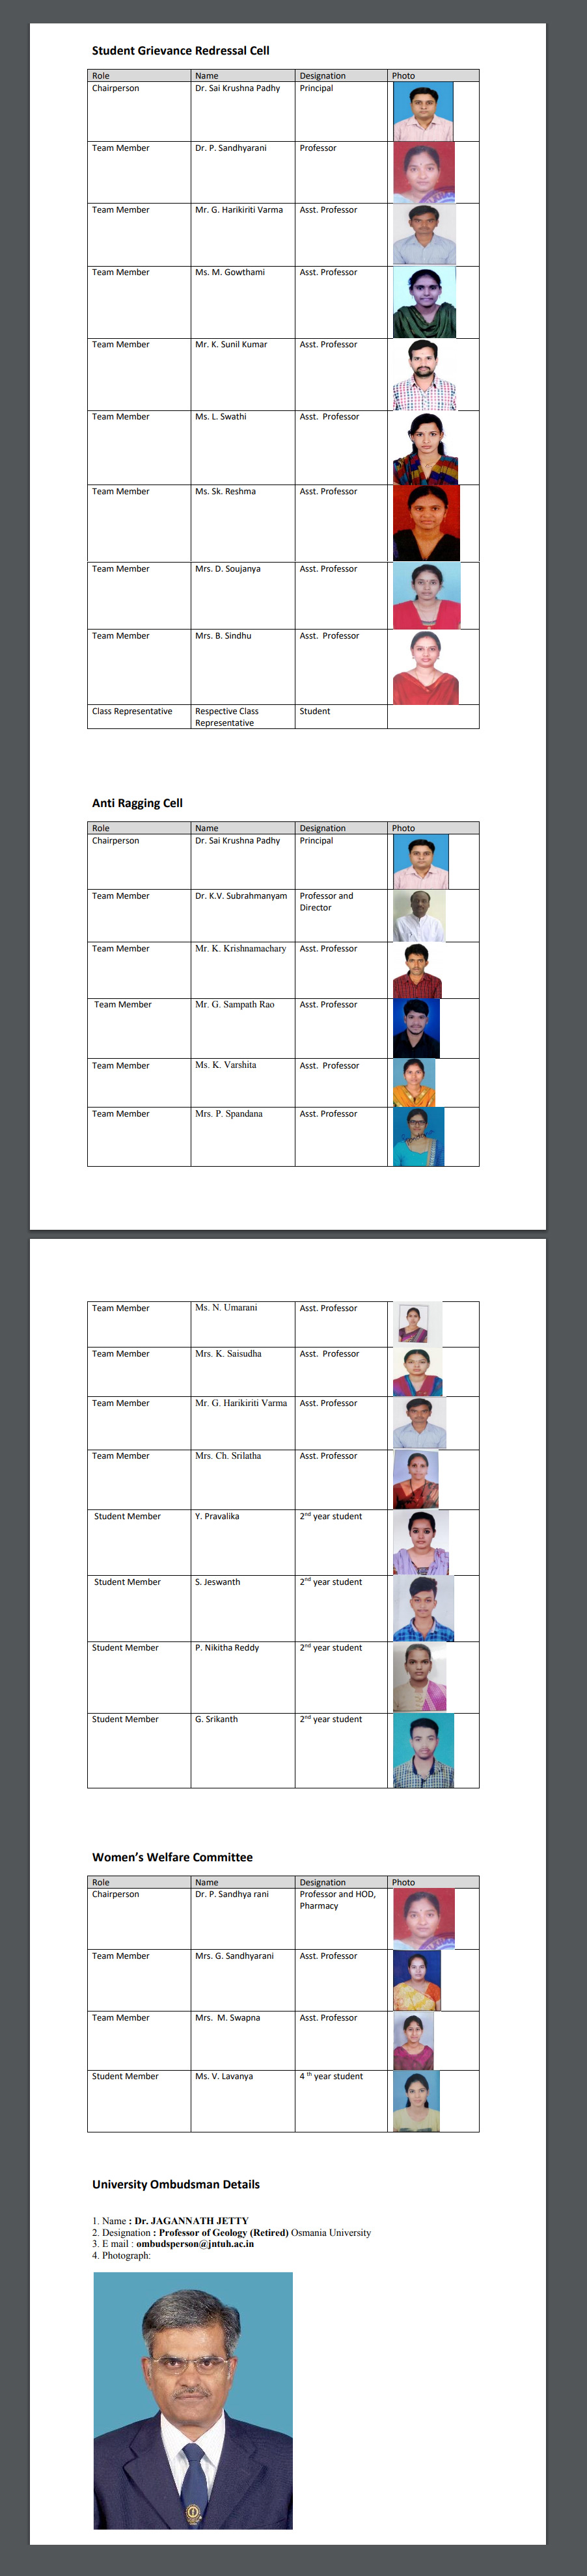 Student Grievance Redressal Cell
Role Name Designation Photo
Chairperson Dr. Sai Krushna Padhy Principal
Team Member Dr. P. Sandhyarani Professor
Team Member Mr. G. Harikiriti Varma Asst. Professor
Team Member Ms. M. Gowthami Asst. Professor
Team Member Mr. K. Sunil Kumar Asst. Professor
Team Member Ms. L. Swathi Asst. Professor
Team Member Ms. Sk. Reshma Asst. Professor
Team Member Mrs. D. Soujanya Asst. Professor
Team Member Mrs. B. Sindhu Asst. Professor
Class Representative Respective Class Student
Representative
Anti Ragging Cell
Role Name Designation Photo
Chairperson Dr. Sai Krushna Padhy Principal
Team Member Dr. K.V. Subrahmanyam Professor and
Director
Team Member Mr. K. Krishnamachary Asst. Professor
Team Member Mr. G. Sampath Rao Asst. Professor
Team Member Ms. K. Varshita Asst. Professor
Team Member Mrs. P. Spandana Asst. Professor
Team Member Ms. N. Umarani Asst. Professor
Team Member Mrs. K. Saisudha Asst. Professor
Team Member Mr. G. Harikiriti Varma Asst. Professor
Team Member Mrs. Ch. Srilatha Asst. Professor
Student Member Y. Pravalika 2nd year student
Student Member S. Jeswanth 2nd year student
Student Member P. Nikitha Reddy 2nd year student
Student Member G. Srikanth 2nd year student
Women's Welfare Committee
Role Name Designation Photo
Chairperson Dr. P. Sandhya rani Professor and HOD,
Pharmacy
Team Member Mrs. G. Sandhyarani Asst. Professor
Team Member Mrs. M. Swapna Asst. Professor
Student Member Ms. V. Lavanya 4 th year student
University Ombudsman Details
1. Name : Dr. JAGANNATH JETTY
2. Designation : Professor of Geology (Retired) Osmania University
3. E mail : ombudsperson@jntuh.ac.in
4. Photograph: